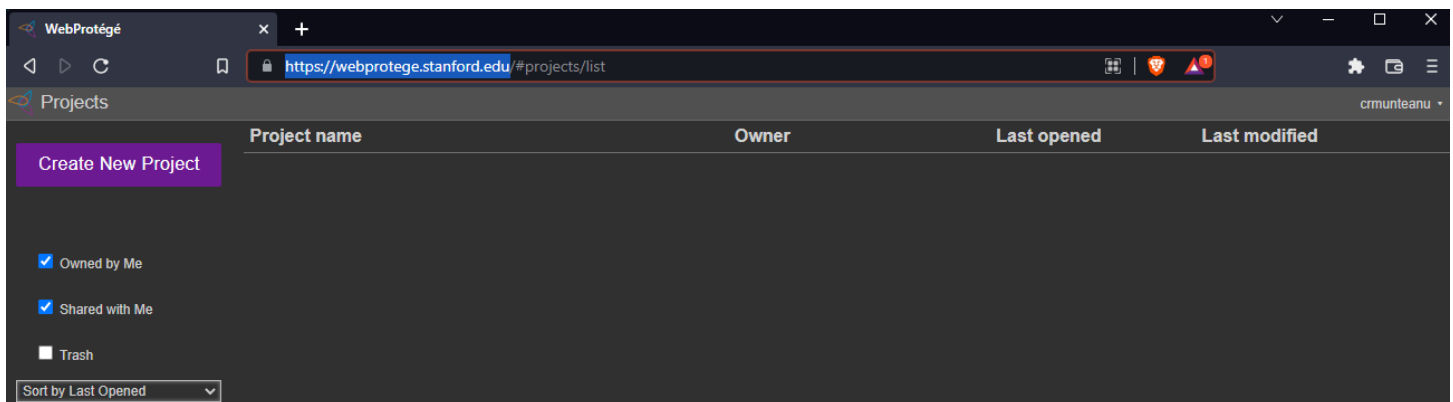 WebProtégé
https://webprotege.stanford.edu/#projects/list
1
Projects
crmunteanu
Project name Owner Last opened Last modified
Create New Project
Owned by Me
Shared with Me
Trash
Sort by Last Opened